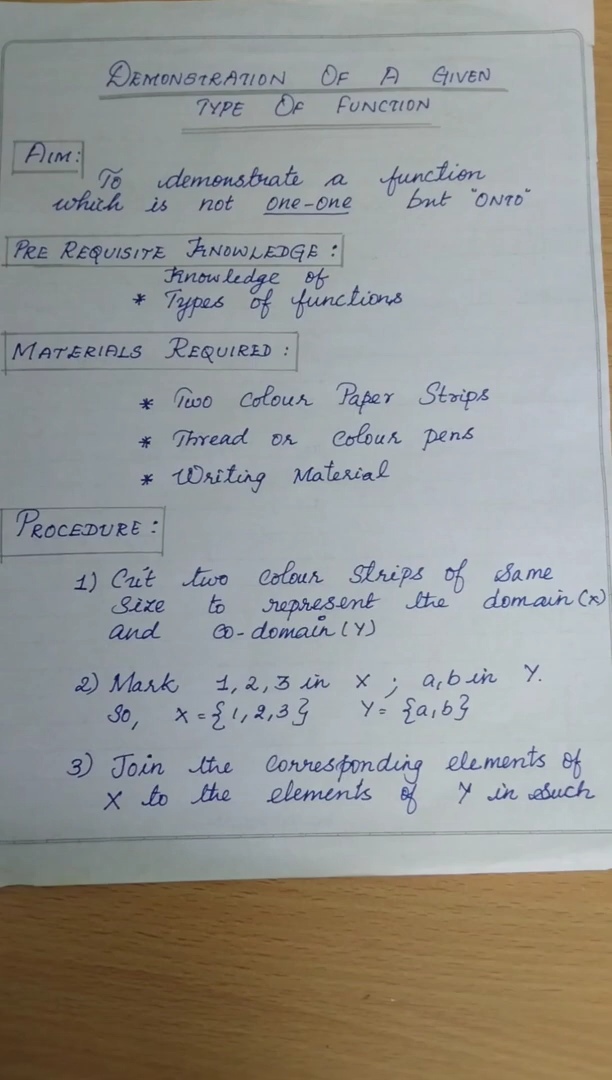 DEMONSTRATION OF A GIVEN
TYPE OF FUNCTION
AIM:
To demonstrate a function
which is not one-one but "ONTO"
PRE REQUISITE KNOWLEDGE :
Knowledge of
* Types of functions
MATERIALS REQUIRED :
* Two Colour Paper Strips
* Thread or colour pens
* Writing Material
PROCEDURE :
1) Cut two colour strips of same
size to represent the domain (X)
and co-domain (Y)
2) Mark 1, 2, 3 in X ; a, b in Y.
So, X = {1, 2, 3} Y = {a, b}
3) Join the corresponding elements of
X to the elements of Y in such